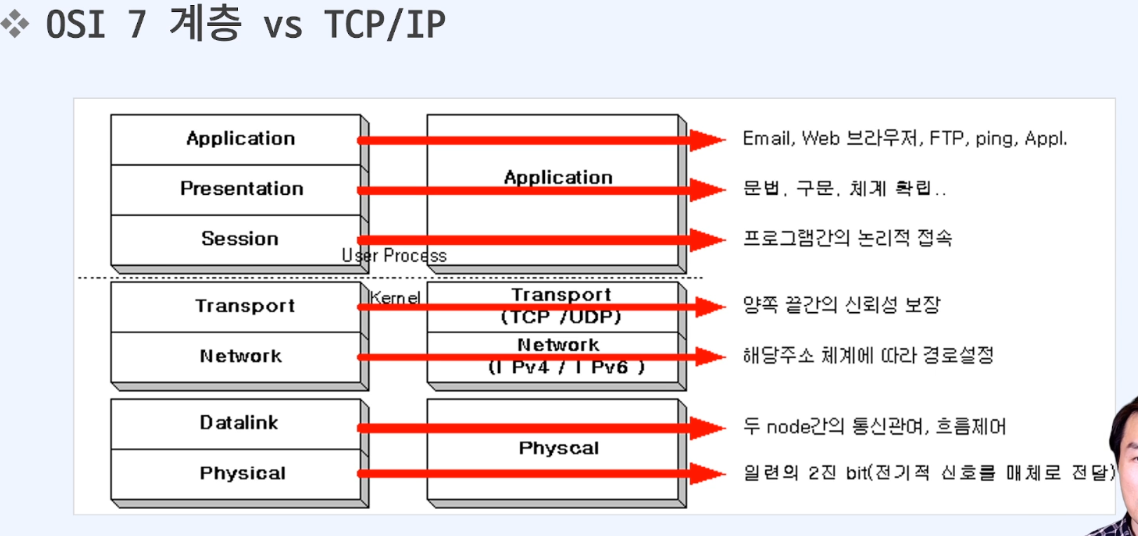 ❖ OSI 7 계층 vs TCP/IP
Application
Presentation
Session
Application
Email, Web 브라우저, FTP, ping, Appl.
문법, 구문, 체계 확립..
프로그램간의 논리적 접속
User Process
Kernel
Transport
Network
Transport
(TCP /UDP)
Network
(I Pv4 / I Pv6 )
양쪽 끝간의 신뢰성 보장
해당주소 체계에 따라 경로설정
Datalink
Physical
Physcal
두 node간의 통신관여, 흐름제어
일련의 2진 bit(전기적 신호를 매체로 전달)